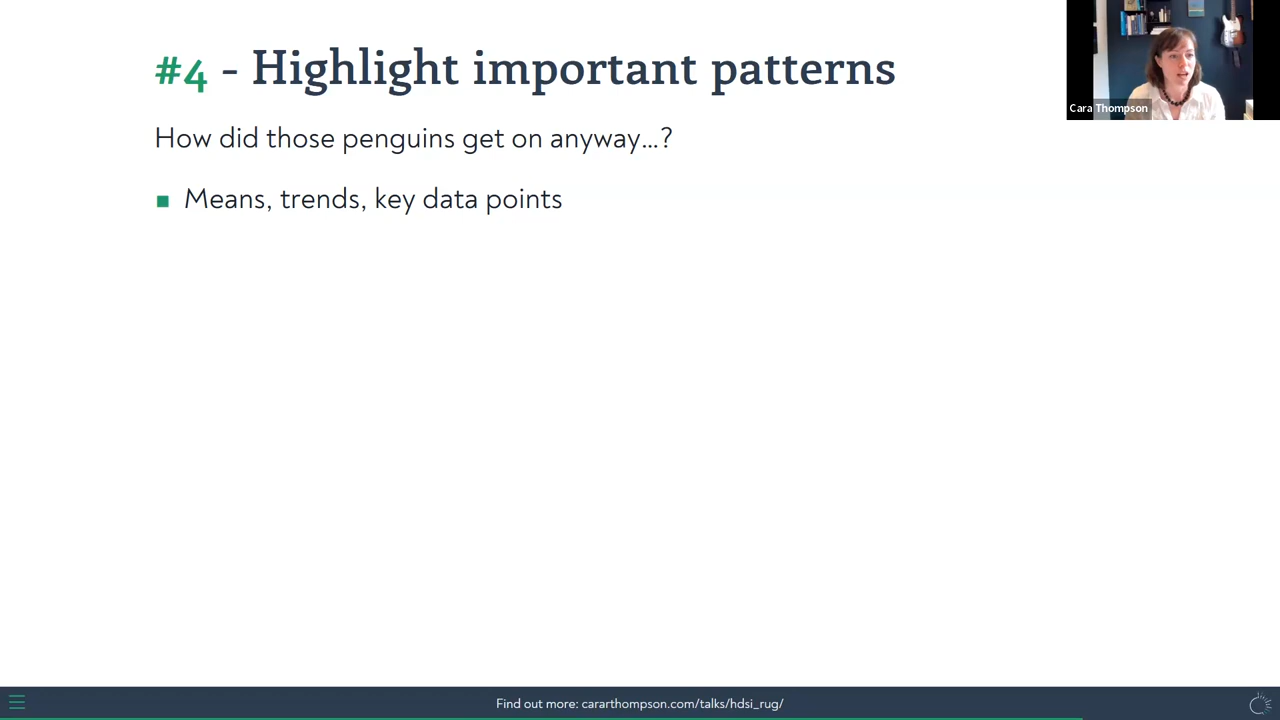 #4 - Highlight important patterns
Cara Thompson
How did those penguins get on anyway...?
Means, trends, key data points
Find out more: cararthompson.com/talks/hdsi_rug/